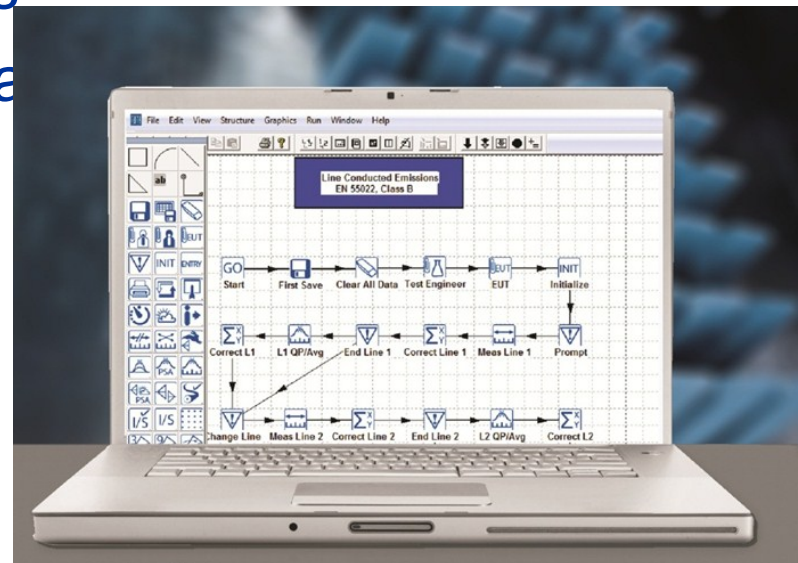 File Edit View Structure Graphics Run Window Help
Line Conducted Emissions
EN 55022, Class B
ab
EUT
INIT ENTRY
PSA
PSA
I/S I/S
GO EUT INIT
Start First Save Clear All Data Test Engineer EUT Initialize
Correct L1 L1 QP/Avg End Line 1 Correct Line 1 Meas Line 1 Prompt
Change Line Meas Line 2 Correct Line 2 End Line 2 L2 QP/Avg Correct L2